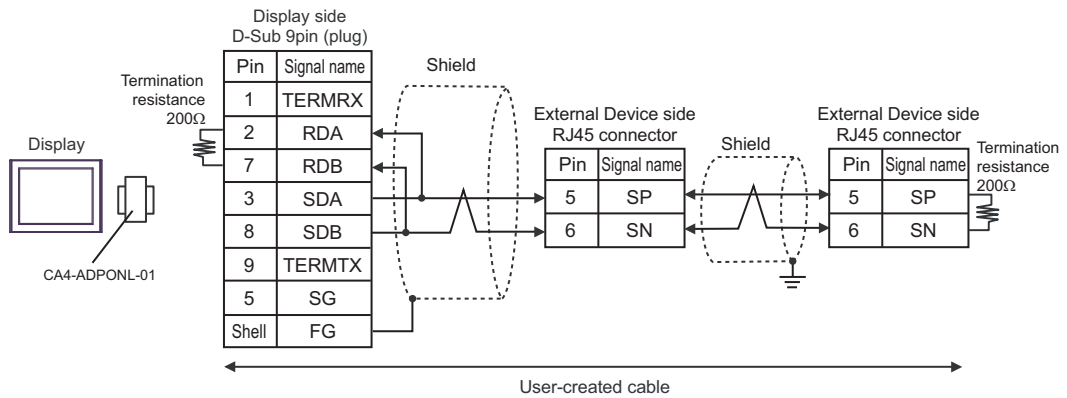 Display side
D-Sub 9pin (plug)
Pin Signal name
1 TERMRX
2 RDA
7 RDB
3 SDA
8 SDB
9 TERMTX
5 SG
Shell FG
Termination
resistance
200Ω
Display
CA4-ADPONL-01
Shield
External Device side
RJ45 connector
Pin Signal name
5 SP
6 SN
Shield
External Device side
RJ45 connector
Pin Signal name
5 SP
6 SN
Termination
resistance
200Ω
User-created cable